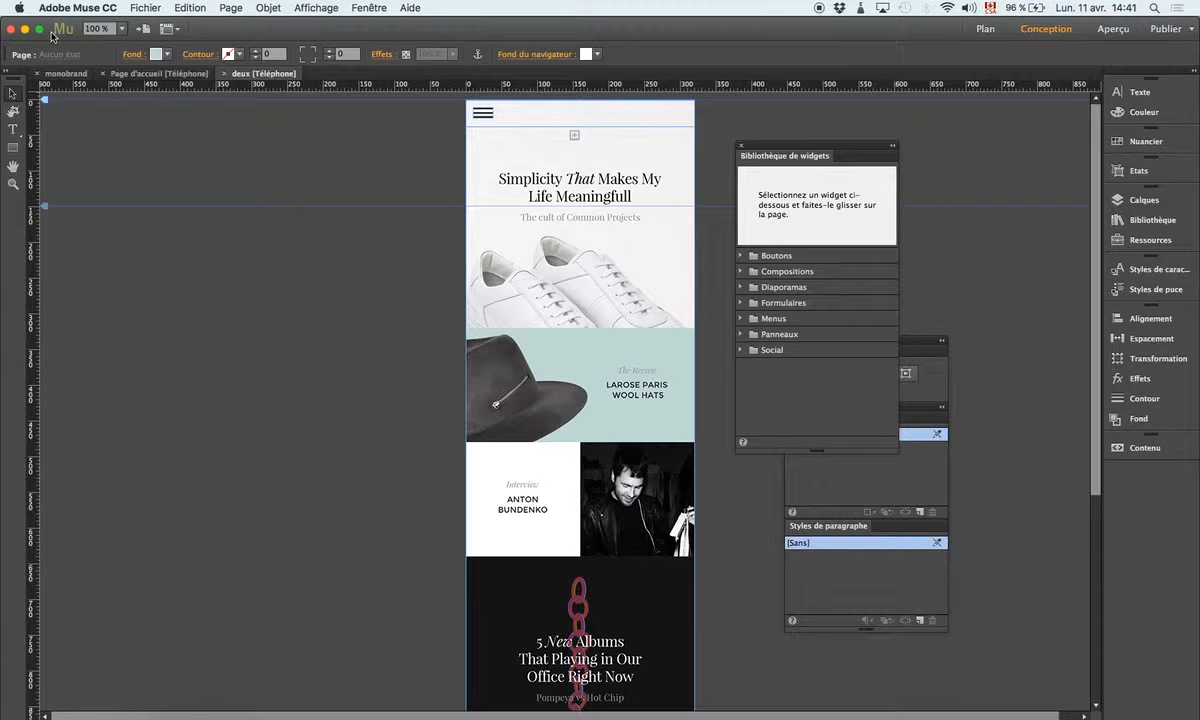 Adobe Muse CC Fichier Edition Page Objet Affichage Fenêtre Aide 96 % Lun. 11 avr. 14:41
Mu 100 % Plan Conception Aperçu Publier
Page : Aucun état Fond : Contour : 0 0 Effets : 100 % Fond du navigateur :
monobrand Page d'accueil [Téléphone] deux [Téléphone]
Simplicity That Makes My
Life Meaningfull
The cult of Common Projects
The Review
LAROSE PARIS
WOOL HATS
Interview
ANTON
BUNDENKO
5 New Albums
That Playing in Our
Office Right Now
Pompeya vs Hot Chip
Bibliothèque de widgets
Sélectionnez un widget ci-
dessous et faites-le glisser sur
la page.
Boutons
Compositions
Diaporamas
Formulaires
Menus
Panneaux
Social
Styles de paragraphe
[Sans]
Texte
Couleur
Nuancier
Etats
Calques
Bibliothèque
Ressources
Styles de carac...
Styles de puce
Alignement
Espacement
Transformation
Effets
Contour
Fond
Contenu